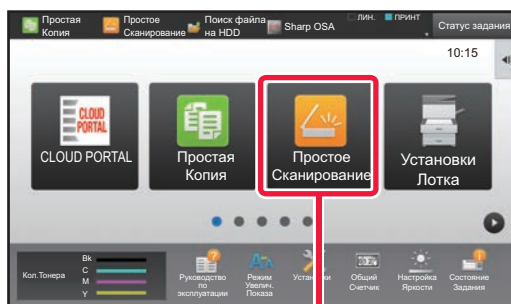 Простая
Копия
Простое
Сканирование
Поиск файла
на HDD
Sharp OSA
ЛИН.
ПРИНТ
Статус задания
10:15
CLOUD
PORTAL
CLOUD PORTAL
Простая
Копия
Простое
Сканирование
Установки
Лотка
Кол.Тонера
Bk
C
M
Y
Руководство
по
эксплуатации
Режим
Увелич.
Показа
Установки
Общий
Счетчик
Настройка
Яркости
Состояние
Задания